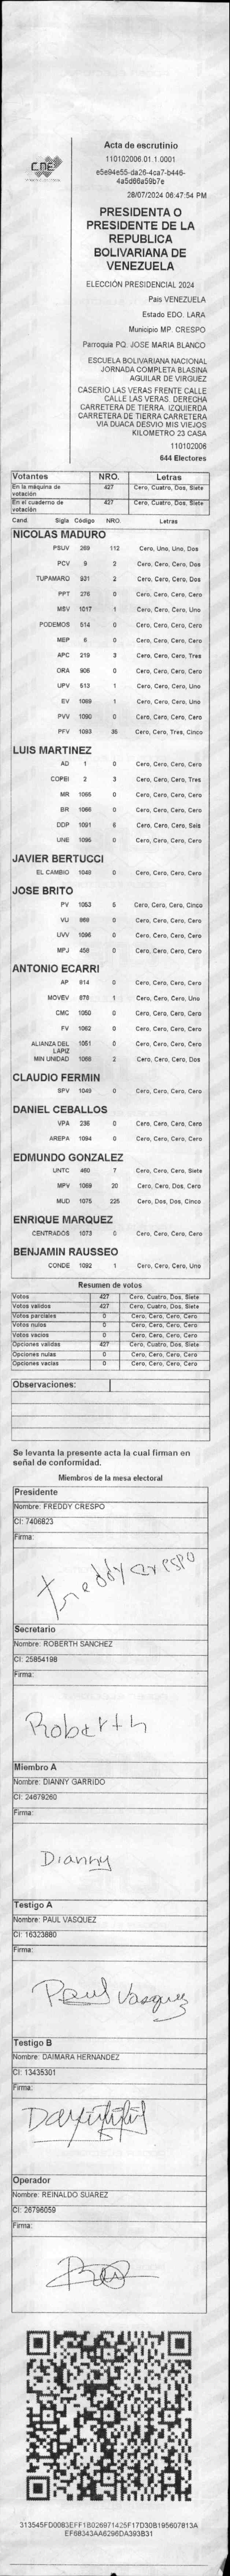 CNE
Acta de escrutinio
110102006.01.1.0001
e5e94e55-da26-4ca7-b446-
4a5d66a59b7e
28/07/2024 06:47:54 PM
PRESIDENTA O
PRESIDENTE DE LA
REPUBLICA
BOLIVARIANA DE
VENEZUELA
ELECCIÓN PRESIDENCIAL 2024
Pais VENEZUELA
Estado EDO. LARA
Municipio MP. CRESPO
Parroquia PQ. JOSE MARIA BLANCO
ESCUELA BOLIVARIANA NACIONAL
JORNADA COMPLETA BLASINA
AGUILAR DE VIRGUEZ
CASERIO LAS VERAS FRENTE CALLE
CALLE LAS VERAS. DERECHA
CARRETERA DE TIERRA. IZQUIERDA
CARRETERA DE TIERRA CARRETERA
VIA DUACA DESVIO MIS VIEJOS
KILOMETRO 23 CASA
110102006
644 Electores
Votantes NRO. Letras
En la máquina de votación 427 Cero, Cuatro, Dos, Siete
En el cuaderno de votación 427 Cero, Cuatro, Dos, Siete
Cand. Sigla Código NRO. Letras
NICOLAS MADURO
PSUV 269 112 Cero, Uno, Uno, Dos
PCV 9 2 Cero, Cero, Cero, Dos
TUPAMARO 931 2 Cero, Cero, Cero, Dos
PPT 276 0 Cero, Cero, Cero, Cero
MSV 1017 1 Cero, Cero, Cero, Uno
PODEMOS 514 0 Cero, Cero, Cero, Cero
MEP 6 0 Cero, Cero, Cero, Cero
APC 219 3 Cero, Cero, Cero, Tres
ORA 906 0 Cero, Cero, Cero, Cero
UPV 513 1 Cero, Cero, Cero, Uno
EV 1089 1 Cero, Cero, Cero, Uno
PVV 1090 0 Cero, Cero, Cero, Cero
PFV 1093 35 Cero, Cero, Tres, Cinco
LUIS MARTINEZ
AD 1 0 Cero, Cero, Cero, Cero
COPEI 2 3 Cero, Cero, Cero, Tres
MR 1065 0 Cero, Cero, Cero, Cero
BR 1066 0 Cero, Cero, Cero, Cero
DDP 1091 6 Cero, Cero, Cero, Seis
UNE 1095 0 Cero, Cero, Cero, Cero
JAVIER BERTUCCI
EL CAMBIO 1048 0 Cero, Cero, Cero, Cero
JOSE BRITO
PV 1053 5 Cero, Cero, Cero, Cinco
VU 868 0 Cero, Cero, Cero, Cero
UVV 1096 0 Cero, Cero, Cero, Cero
MPJ 458 0 Cero, Cero, Cero, Cero
ANTONIO ECARRI
AP 914 0 Cero, Cero, Cero, Cero
MOVEV 878 1 Cero, Cero, Cero, Uno
CMC 1050 0 Cero, Cero, Cero, Cero
FV 1062 0 Cero, Cero, Cero, Cero
ALIANZA DEL LAPIZ 1051 0 Cero, Cero, Cero, Cero
MIN UNIDAD 1068 2 Cero, Cero, Cero, Dos
CLAUDIO FERMIN
SPV 1049 0 Cero, Cero, Cero, Cero
DANIEL CEBALLOS
VPA 236 0 Cero, Cero, Cero, Cero
AREPA 1094 0 Cero, Cero, Cero, Cero
EDMUNDO GONZALEZ
UNTC 460 7 Cero, Cero, Cero, Siete
MPV 1069 20 Cero, Cero, Dos, Cero
MUD 1075 225 Cero, Dos, Dos, Cinco
ENRIQUE MARQUEZ
CENTRADOS 1073 0 Cero, Cero, Cero, Cero
BENJAMIN RAUSSEO
CONDE 1092 1 Cero, Cero, Cero, Uno
Resumen de votos
Votos 427 Cero, Cuatro, Dos, Siete
Votos validos 427 Cero, Cuatro, Dos, Siete
Votos parciales 0 Cero, Cero, Cero, Cero
Votos nulos 0 Cero, Cero, Cero, Cero
Votos vacios 0 Cero, Cero, Cero, Cero
Opciones validas 427 Cero, Cuatro, Dos, Siete
Opciones nulas 0 Cero, Cero, Cero, Cero
Opciones vacias 0 Cero, Cero, Cero, Cero
Observaciones:
Se levanta la presente acta la cual firman en
señal de conformidad.
Miembros de la mesa electoral
Presidente
Nombre: FREDDY CRESPO
CI: 7406823
Firma:
Freddy Crespo
Secretario
Nombre: ROBERTH SANCHEZ
CI: 25854198
Firma:
Roberth
Miembro A
Nombre: DIANNY GARRIDO
CI: 24679260
Firma:
Dianny
Testigo A
Nombre: PAUL VASQUEZ
CI: 16323880
Firma:
Paul Vasquez
Testigo B
Nombre: DAIMARA HERNANDEZ
CI: 13435301
Firma:
Operador
Nombre: REINALDO SUAREZ
CI: 26796059
Firma:
313545FD0083EFF1B026971425F17D30B195607813A
EF68343AA6296DA393B31